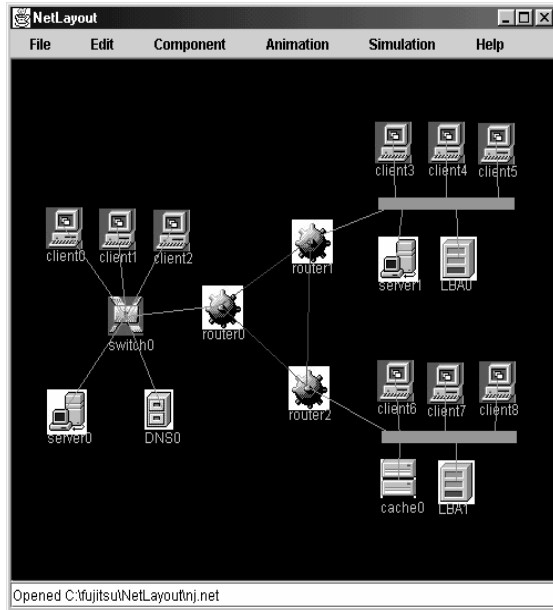 NetLayout
File Edit Component Animation Simulation Help
client3 client4 client5
client0 client1 client2
router1
server1 LBA0
router0
switch0
client6 client7 client8
router2
server0 DNS0
cache0 LBA1
Opened C:\fujitsu\NetLayout\nj.net